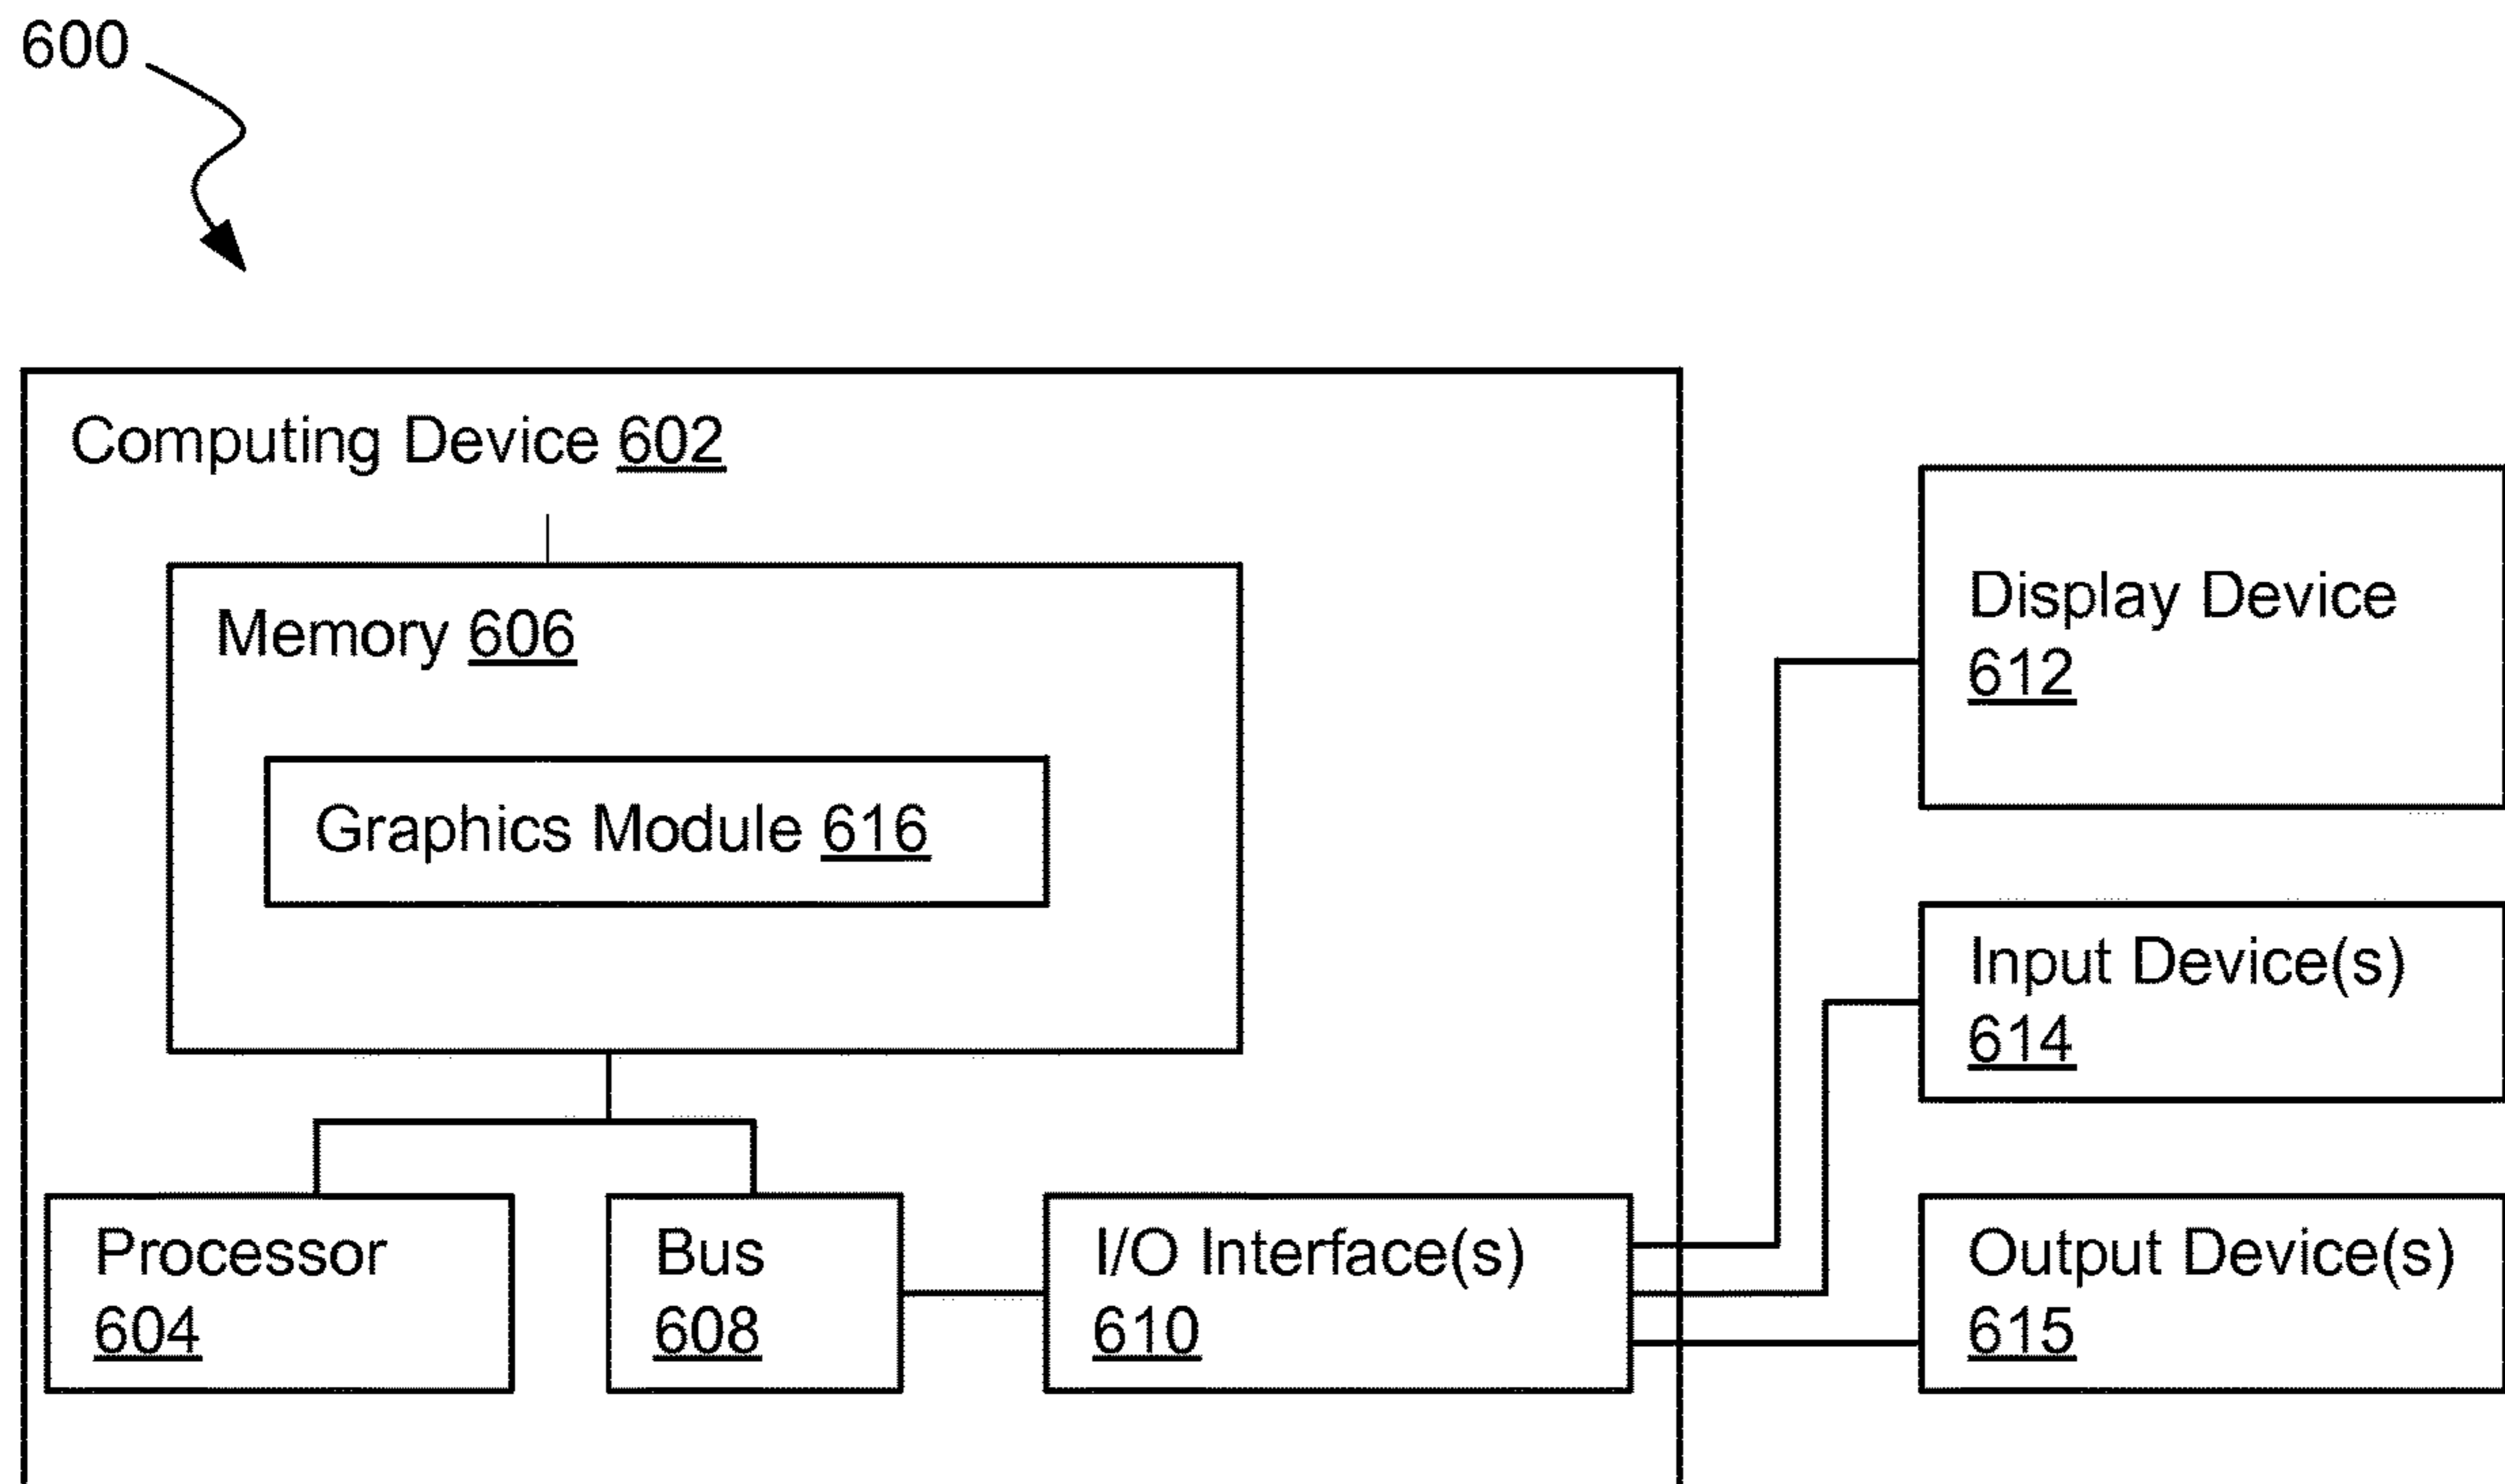 600
Computing Device 602
Memory 606
Graphics Module 616
Display Device
612
Input Device(s)
614
Processor
604
Bus
608
I/O Interface(s)
610
Output Device(s)
615